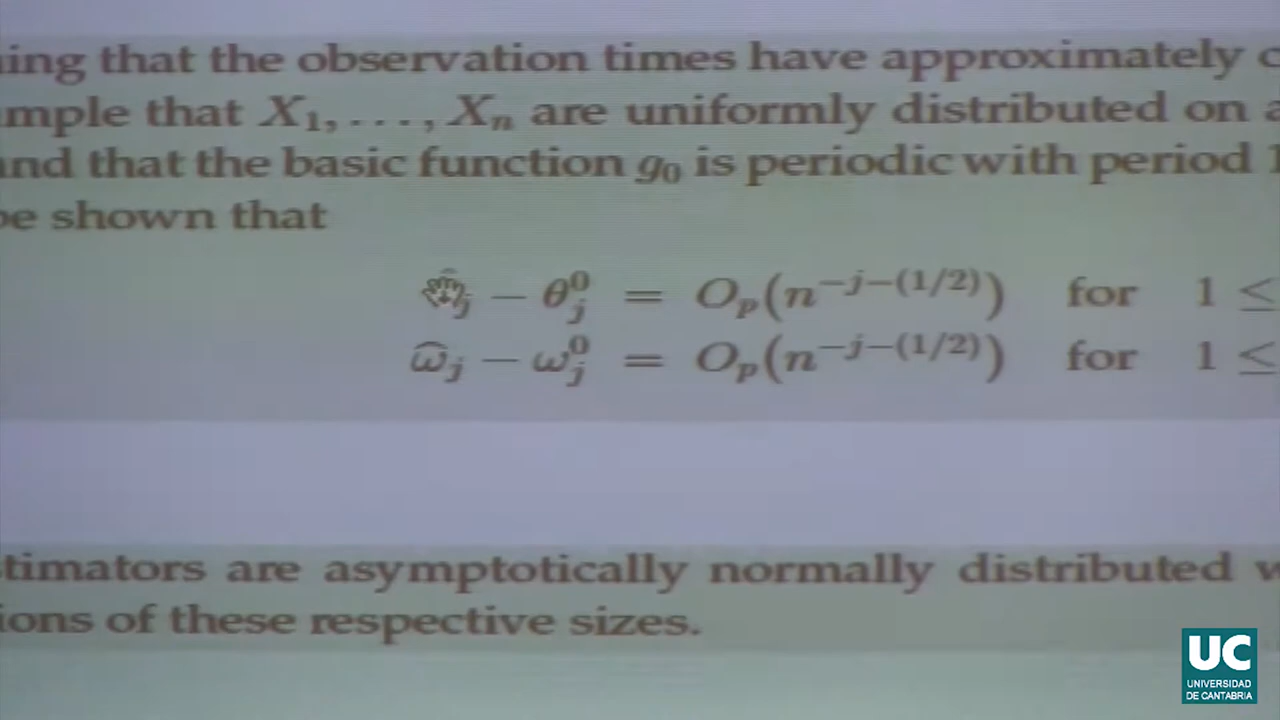 ing that the observation times have approximately c
mple that X₁, . . . , Xₙ are uniformly distributed on a
and that the basic function g₀ is periodic with period 1
be shown that
ĵ − θ⁰ⱼ = Oₚ(n^{−j−(1/2)}) for 1 ≤
ω̂ⱼ − ω⁰ⱼ = Oₚ(n^{−j−(1/2)}) for 1 ≤
timators are asymptotically normally distributed w
ions of these respective sizes.
UC
UNIVERSIDAD
DE CANTABRIA